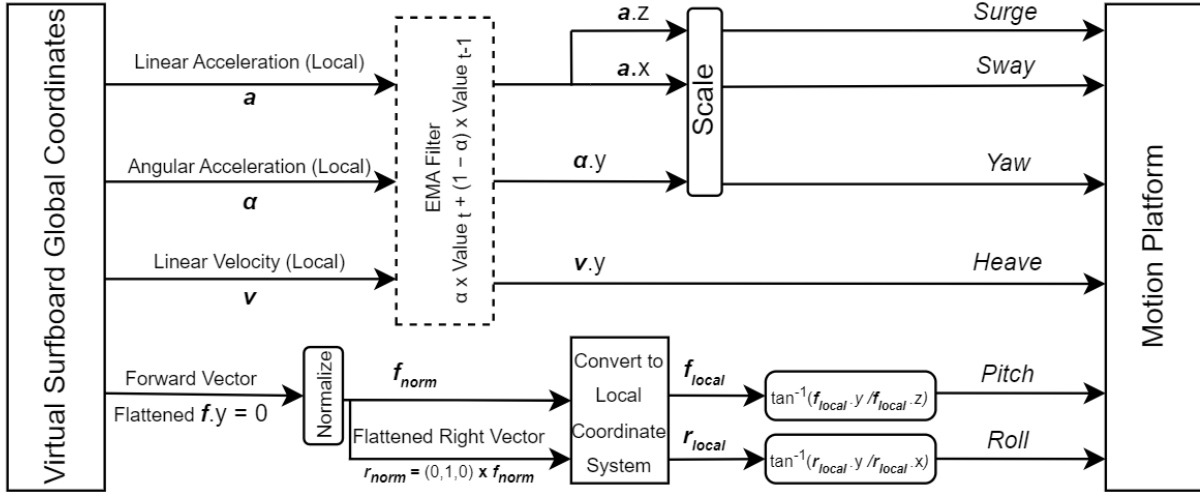 Virtual Surfboard Global Coordinates
Linear Acceleration (Local)
a
Angular Acceleration (Local)
α
Linear Velocity (Local)
v
Forward Vector
Flattened f.y = 0
EMA Filter
α x Value t + (1 − α) x Value t-1
Normalize
f norm
Flattened Right Vector
r norm = (0,1,0) x f norm
a.z
a.x
α.y
v.y
Scale
Convert to
Local
Coordinate
System
f local
r local
tan-1(f local.y /f local.z)
tan-1(r local.y /r local.x)
Surge
Sway
Yaw
Heave
Pitch
Roll
Motion Platform